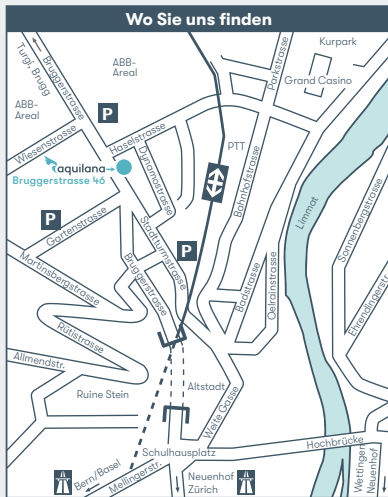 Wo Sie uns finden
Kurpark
Turgi, Brugg
Bruggerstrasse
ABB-
Areal
Parkstrasse
Grand Casino
ABB-
Areal
P
Haselstrasse
Wiesenstrasse
PTT
aquilana
Bruggerstrasse 46
Dynamostrasse
Bahnhofstrasse
Limmat
Sonnenbergstrasse
P
Gartenstrasse
Stadtturmstrasse
P
Martinsbergstrasse
Bruggerstrasse
Badstrasse
Oelrainstrasse
Ehrendingerstr.
Rütistrasse
Allmendstr.
Ruine Stein
Altstadt
Weite Gasse
Hochbrücke
Schulhausplatz
Bern/Basel
Mellingerstr.
Neuenhof
Zürich
Wettingen
Neuenhof